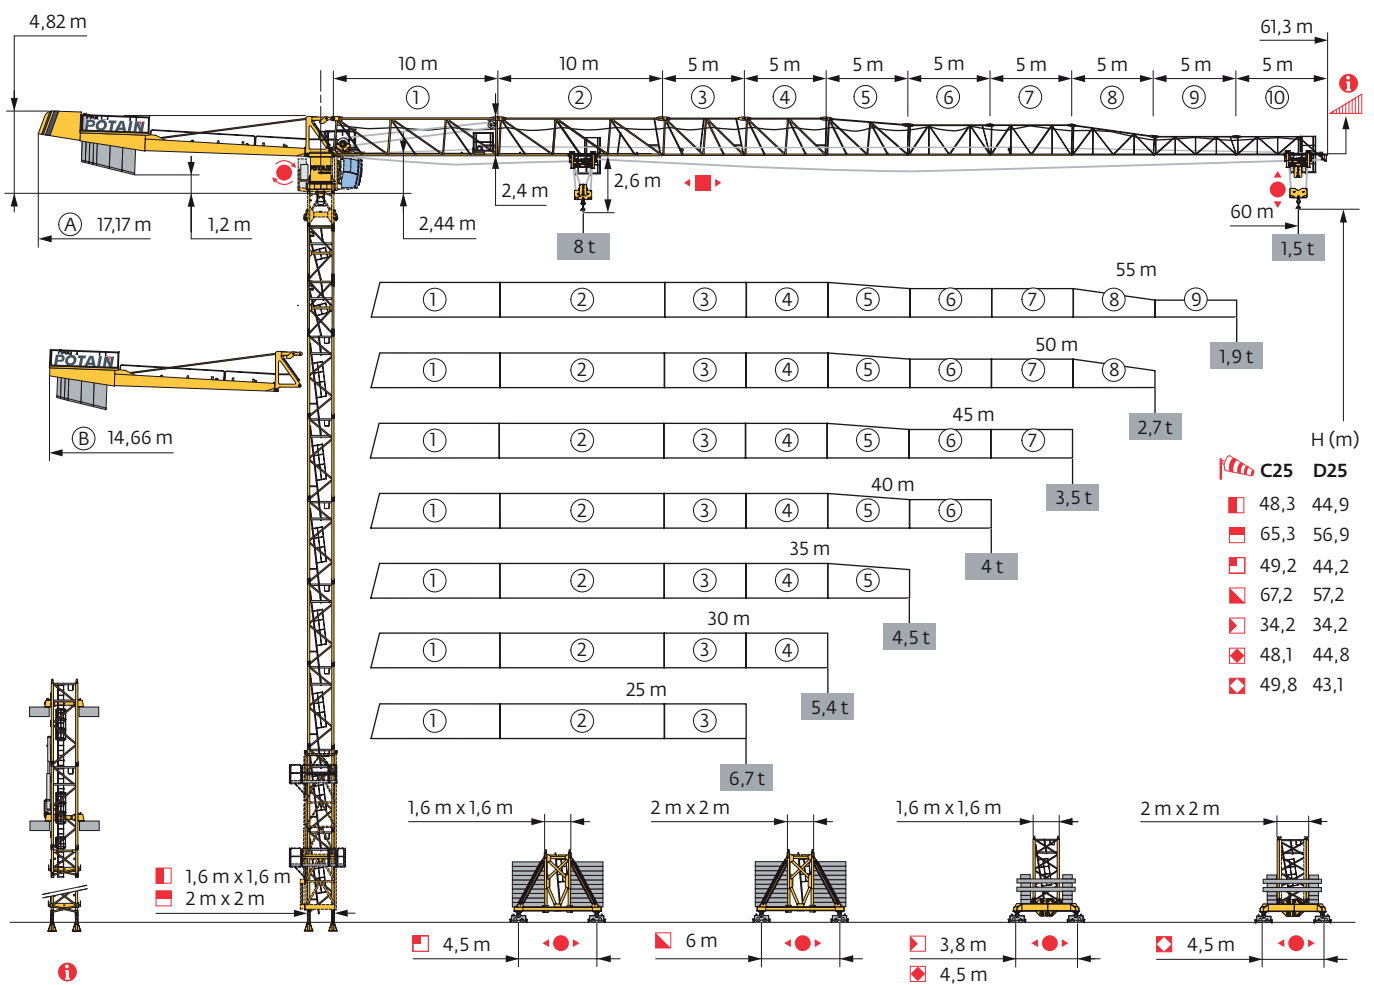 4,82 m
61,3 m
10 m 10 m 5 m 5 m 5 m 5 m 5 m 5 m 5 m 5 m
1 2 3 4 5 6 7 8 9 10
i
POTAIN
POTAIN
2,4 m
2,6 m
A 17,17 m
1,2 m
2,44 m
60 m
8 t
1,5 t
55 m
1 2 3 4 5 6 7 8 9
1,9 t
50 m
1 2 3 4 5 6 7 8
2,7 t
POTAIN
B 14,66 m
45 m
1 2 3 4 5 6 7
3,5 t
40 m
1 2 3 4 5 6
4 t
35 m
1 2 3 4 5
4,5 t
30 m
1 2 3 4
5,4 t
25 m
1 2 3
6,7 t
H (m)
C25 D25
48,3 44,9
65,3 56,9
49,2 44,2
67,2 57,2
34,2 34,2
48,1 44,8
49,8 43,1
1,6 m x 1,6 m
2 m x 2 m
1,6 m x 1,6 m
2 m x 2 m
1,6 m x 1,6 m
2 m x 2 m
4,5 m
6 m
3,8 m
4,5 m
4,5 m
i